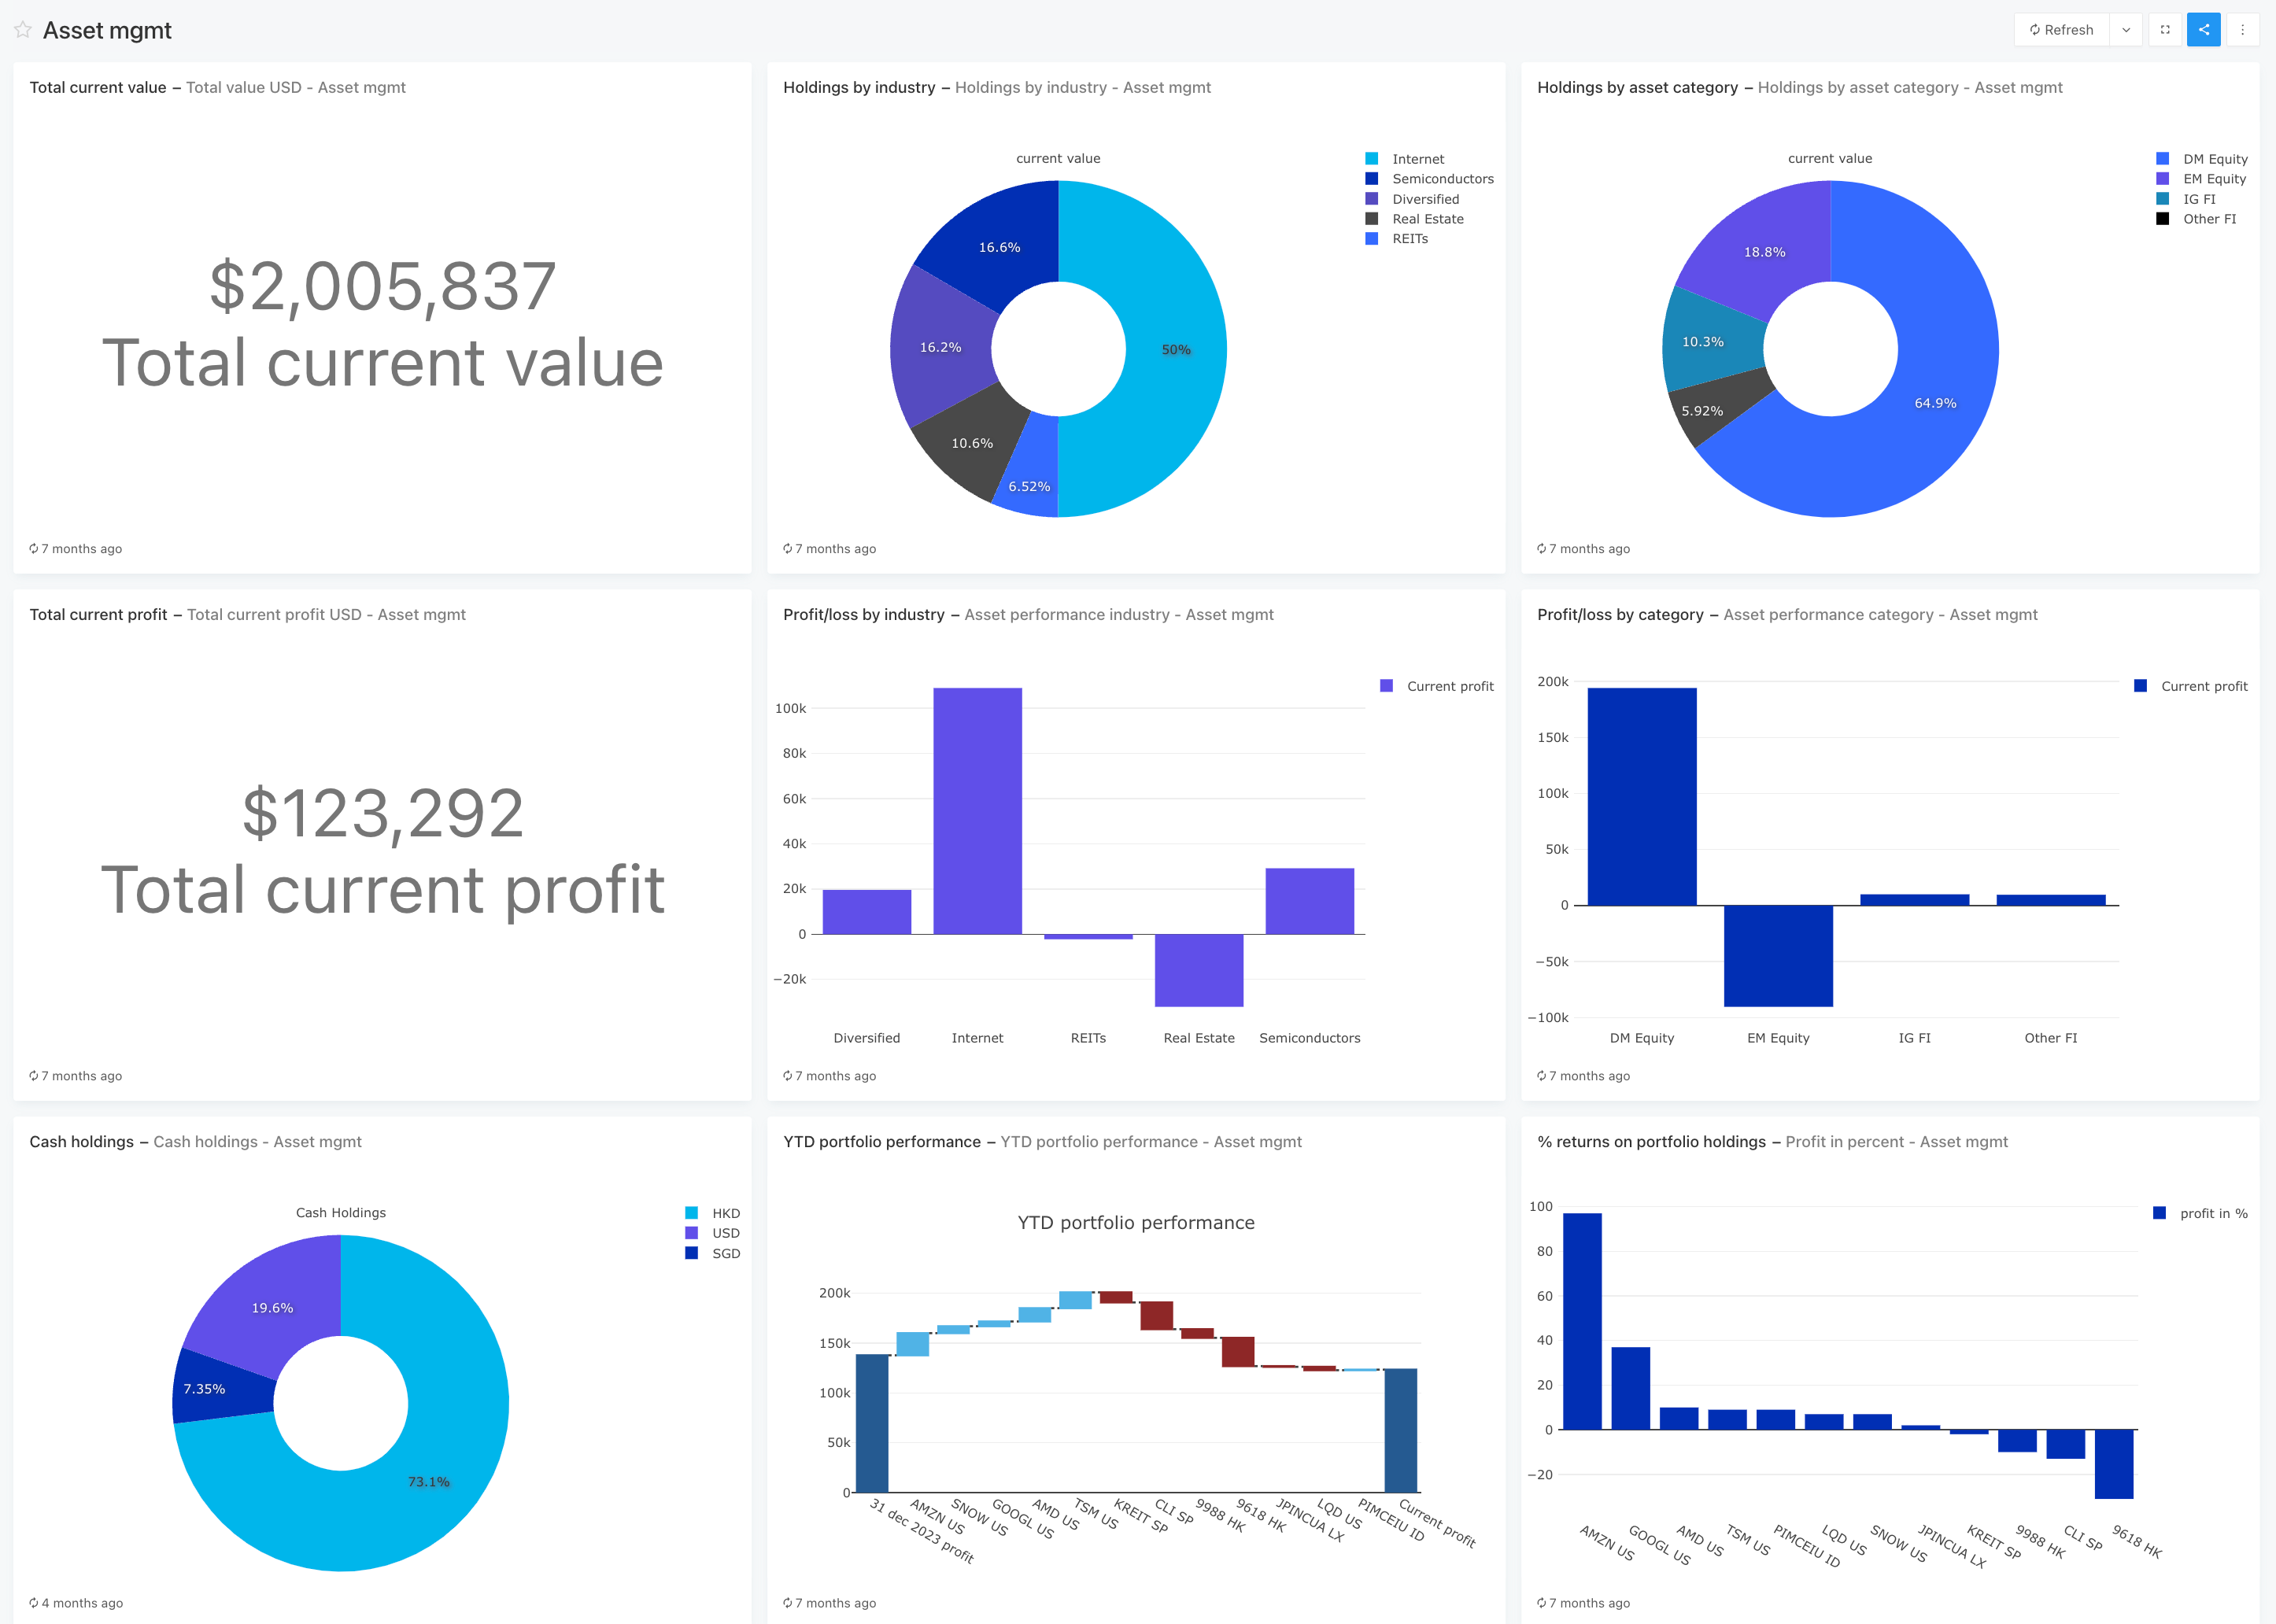 Asset mgmt
Refresh
Total current value – Total value USD - Asset mgmt
$2,005,837
Total current value
7 months ago
Holdings by industry – Holdings by industry - Asset mgmt
current value
Internet
Semiconductors
Diversified
Real Estate
REITs
16.6%
16.2%
50%
10.6%
6.52%
7 months ago
Holdings by asset category – Holdings by asset category - Asset mgmt
current value
DM Equity
EM Equity
IG FI
Other FI
18.8%
10.3%
64.9%
5.92%
7 months ago
Total current profit – Total current profit USD - Asset mgmt
$123,292
Total current profit
7 months ago
Profit/loss by industry – Asset performance industry - Asset mgmt
Current profit
100k
80k
60k
40k
20k
0
−20k
Diversified
Internet
REITs
Real Estate
Semiconductors
7 months ago
Profit/loss by category – Asset performance category - Asset mgmt
Current profit
200k
150k
100k
50k
0
−50k
−100k
DM Equity
EM Equity
IG FI
Other FI
7 months ago
Cash holdings – Cash holdings - Asset mgmt
Cash Holdings
HKD
USD
SGD
19.6%
7.35%
73.1%
4 months ago
YTD portfolio performance – YTD portfolio performance - Asset mgmt
YTD portfolio performance
200k
150k
100k
50k
0
31 dec 2023 profit
AMZN US
SNOW US
GOOGL US
AMD US
TSM US
KREIT SP
CLI SP
9988 HK
9618 HK
JPINCUA LX
LQD US
PIMCEIU ID
Current profit
7 months ago
% returns on portfolio holdings – Profit in percent - Asset mgmt
profit in %
100
80
60
40
20
0
−20
AMZN US
GOOGL US
AMD US
TSM US
PIMCEIU ID
LQD US
SNOW US
JPINCUA LX
KREIT SP
9988 HK
CLI SP
9618 HK
7 months ago